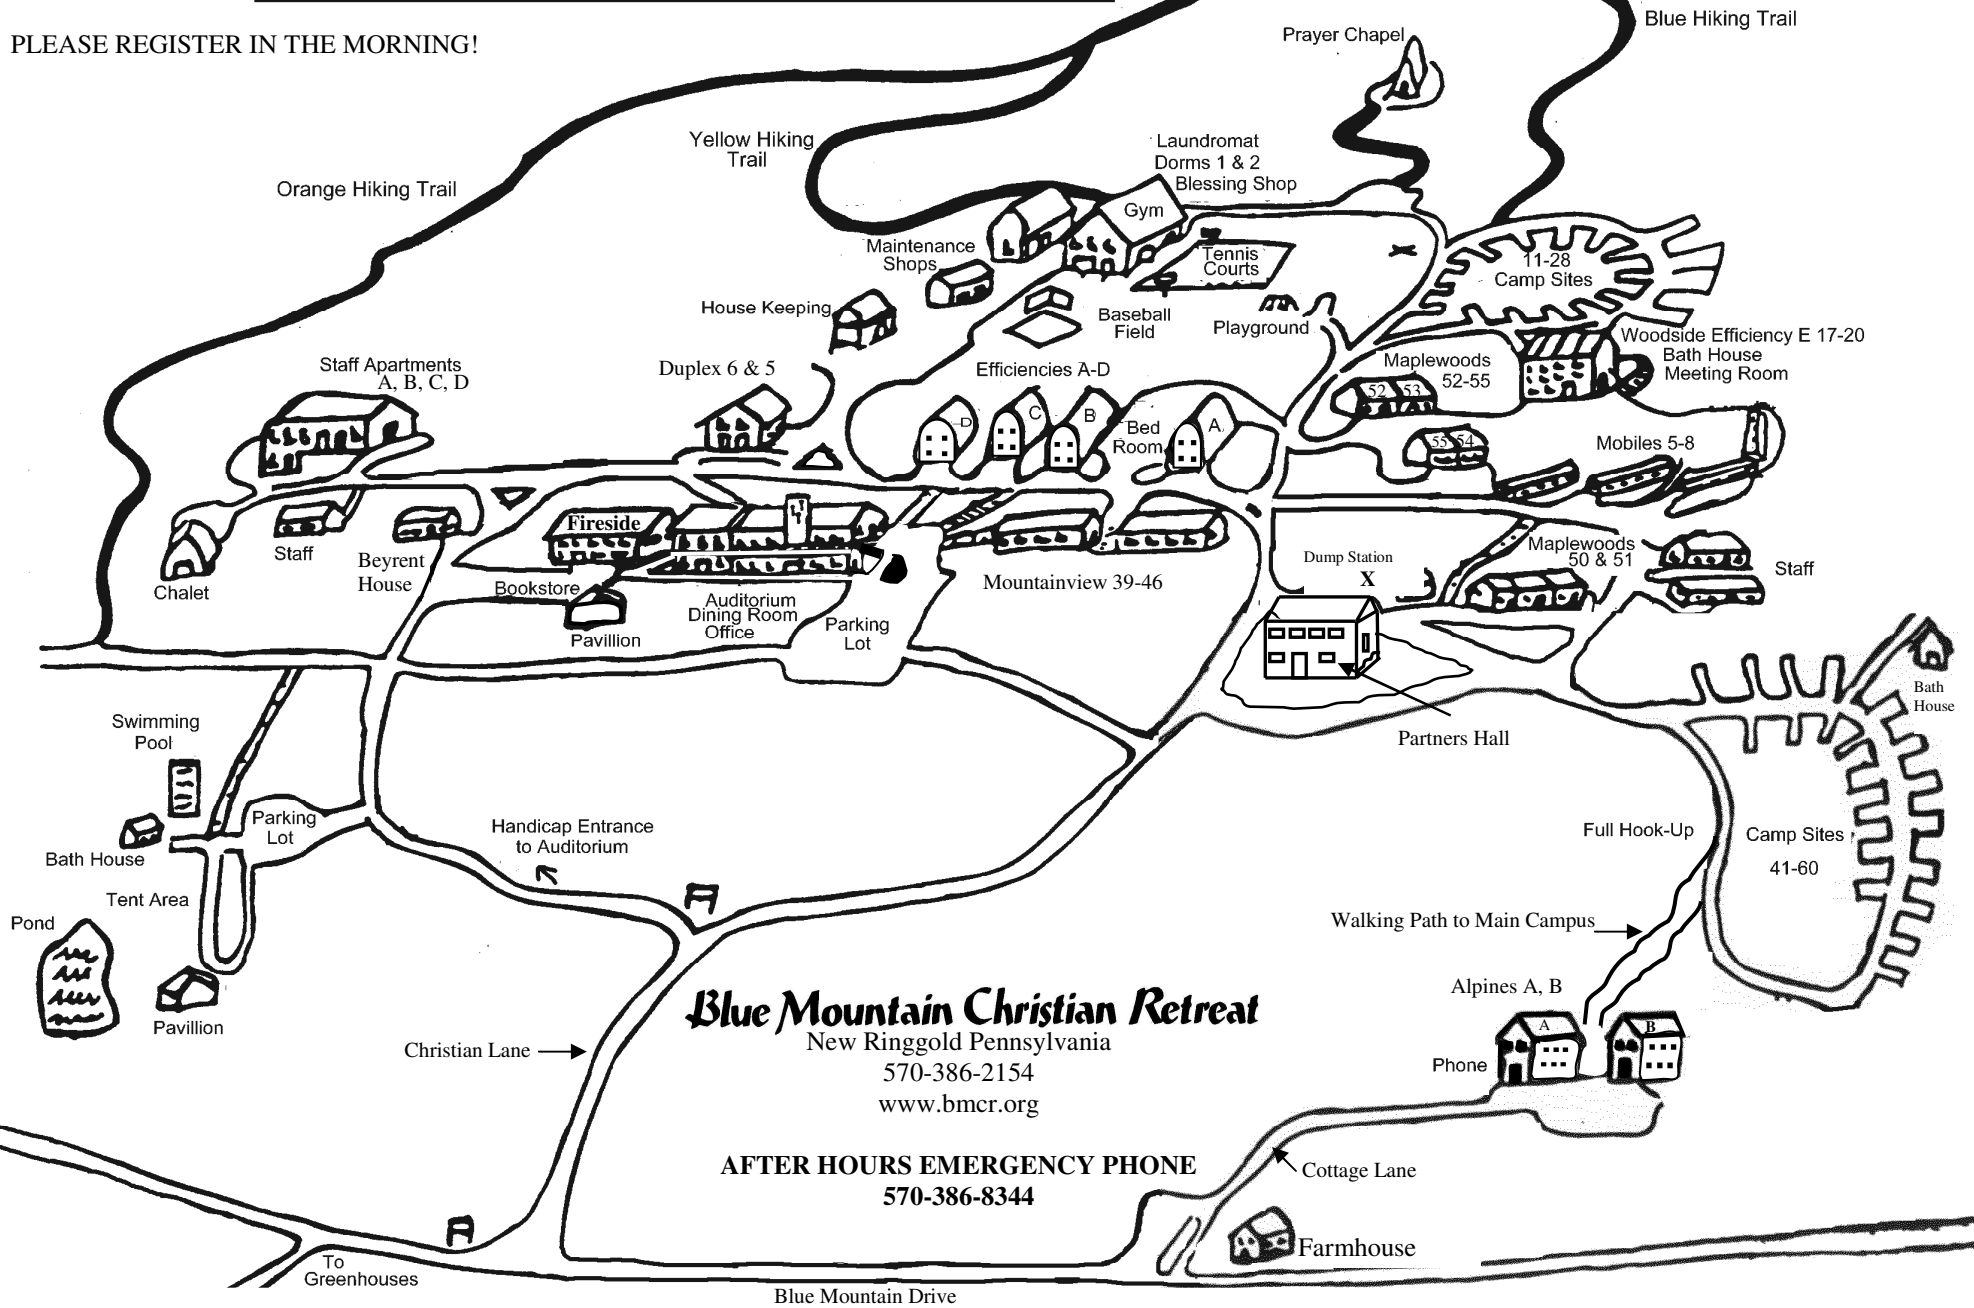 PLEASE REGISTER IN THE MORNING!
Blue Hiking Trail
Prayer Chapel
Yellow Hiking
Trail
Laundromat
Dorms 1 & 2
Blessing Shop
Orange Hiking Trail
Gym
Maintenance
Shops
Tennis
Courts
11-28
Camp Sites
House Keeping
Baseball
Field
Playground
Woodside Efficiency E 17-20
Bath House
Meeting Room
Staff Apartments
A, B, C, D
Duplex 6 & 5
Efficiencies A-D
Maplewoods
52-55
52 53
D
C
B
A
Bed
Room
55 54
Mobiles 5-8
Fireside
Staff
Beyrent
House
Chalet
Bookstore
Auditorium
Dining Room
Office
Pavillion
Parking
Lot
Mountainview 39-46
Dump Station
X
Maplewoods
50 & 51
Staff
Bath
House
Partners Hall
Swimming
Pool
Parking
Lot
Bath House
Handicap Entrance
to Auditorium
Full Hook-Up
Camp Sites
41-60
Tent Area
Pond
Walking Path to Main Campus
Alpines A, B
Pavillion
A
B
Phone
Christian Lane
Blue Mountain Christian Retreat
New Ringgold Pennsylvania
570-386-2154
www.bmcr.org
AFTER HOURS EMERGENCY PHONE
570-386-8344
Cottage Lane
Farmhouse
To
Greenhouses
Blue Mountain Drive